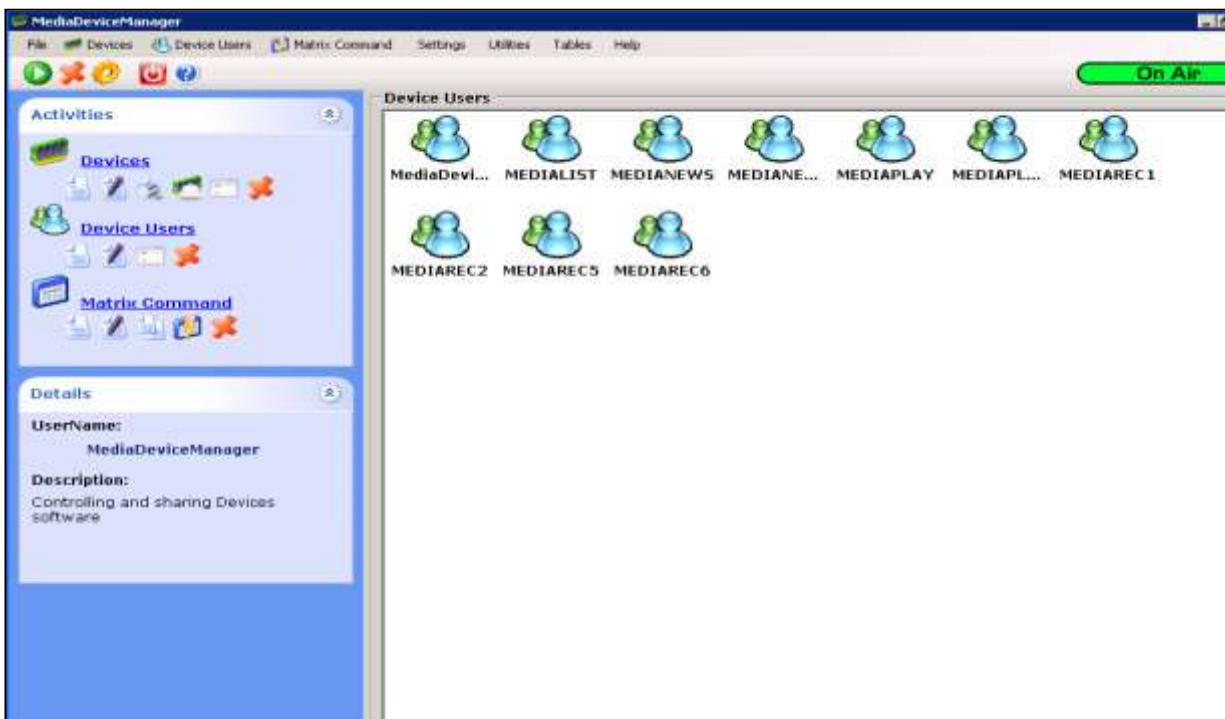 MediaDeviceManager
File Devices Device Users Matrix Command Settings Utilities Tables Help
On Air
Activities
Devices
Device Users
Matrix Command
Details
UserName:
MediaDeviceManager
Description:
Controlling and sharing Devices
software
Device Users
MediaDevi... MEDIALIST MEDIANEWS MEDIANE... MEDIAPLAY MEDIAPL... MEDIAREC1
MEDIAREC2 MEDIAREC5 MEDIAREC6